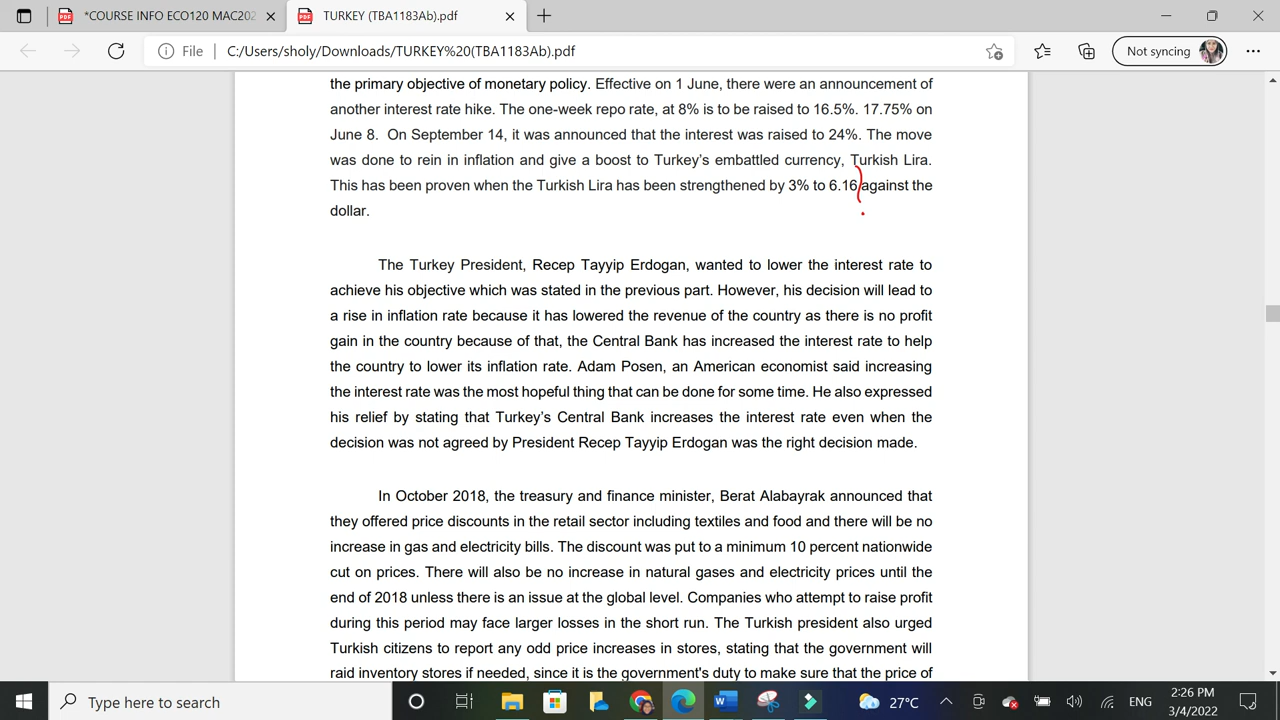 *COURSE INFO ECO120 MAC202
TURKEY (TBA1183Ab).pdf
File
C:/Users/sholy/Downloads/TURKEY%20(TBA1183Ab).pdf
Not syncing
the primary objective of monetary policy. Effective on 1 June, there were an announcement of
another interest rate hike. The one-week repo rate, at 8% is to be raised to 16.5%. 17.75% on
June 8. On September 14, it was announced that the interest was raised to 24%. The move
was done to rein in inflation and give a boost to Turkey's embattled currency, Turkish Lira.
This has been proven when the Turkish Lira has been strengthened by 3% to 6.16 against the
dollar.
The Turkey President, Recep Tayyip Erdogan, wanted to lower the interest rate to
achieve his objective which was stated in the previous part. However, his decision will lead to
a rise in inflation rate because it has lowered the revenue of the country as there is no profit
gain in the country because of that, the Central Bank has increased the interest rate to help
the country to lower its inflation rate. Adam Posen, an American economist said increasing
the interest rate was the most hopeful thing that can be done for some time. He also expressed
his relief by stating that Turkey's Central Bank increases the interest rate even when the
decision was not agreed by President Recep Tayyip Erdogan was the right decision made.
In October 2018, the treasury and finance minister, Berat Alabayrak announced that
they offered price discounts in the retail sector including textiles and food and there will be no
increase in gas and electricity bills. The discount was put to a minimum 10 percent nationwide
cut on prices. There will also be no increase in natural gases and electricity prices until the
end of 2018 unless there is an issue at the global level. Companies who attempt to raise profit
during this period may face larger losses in the short run. The Turkish president also urged
Turkish citizens to report any odd price increases in stores, stating that the government will
raid inventory stores if needed, since it is the government's duty to make sure that the price of
Type here to search
27°C
ENG
2:26 PM
3/4/2022